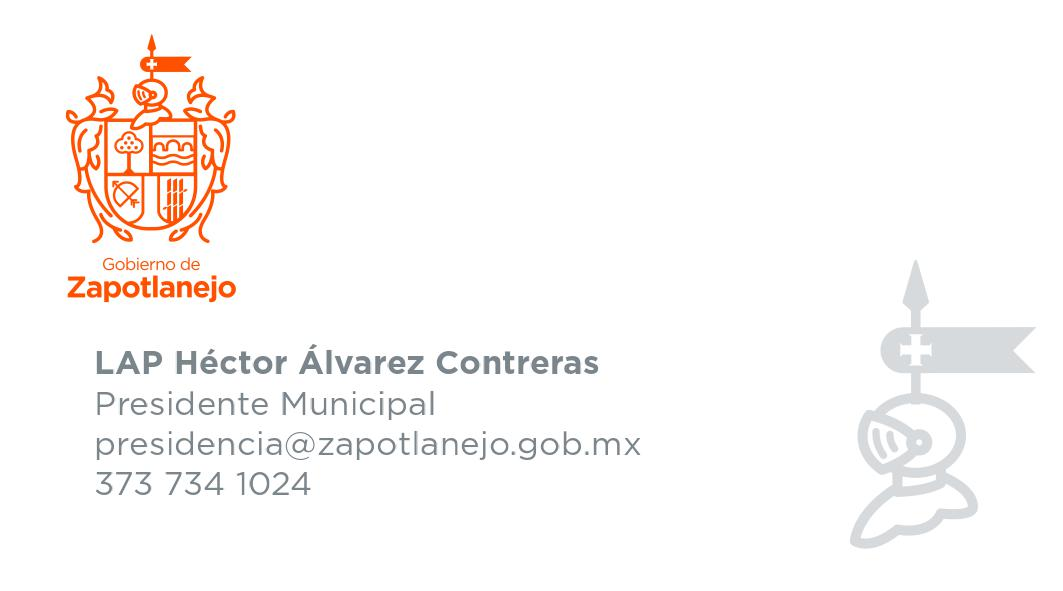 Gobierno de
Zapotlanejo
LAP Héctor Álvarez Contreras
Presidente Municipal
presidencia@zapotlanejo.gob.mx
373 734 1024